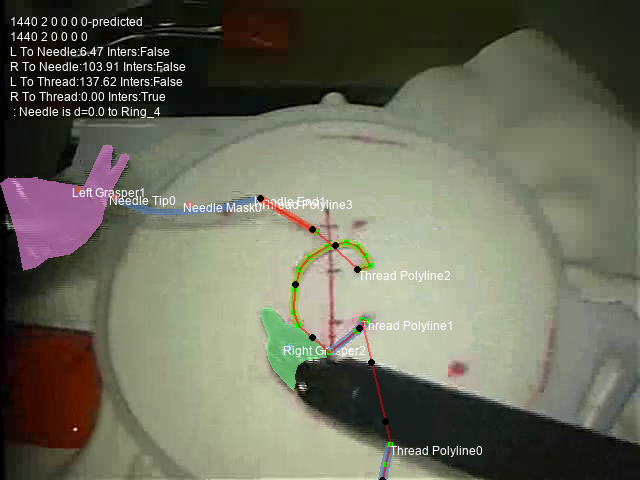 1440 2 0 0 0 0-predicted
1440 2 0 0 0 0
L To Needle:6.47 Inters:False
R To Needle:103.91 Inters:False
L To Thread:137.62 Inters:False
R To Thread:0.00 Inters:True
: Needle is d=0.0 to Ring_4
Left Grasper1
Needle Tip0
Needle Mask0
Needle End1
Thread Polyline3
Thread Polyline2
Thread Polyline1
Right Grasper2
Thread Polyline0